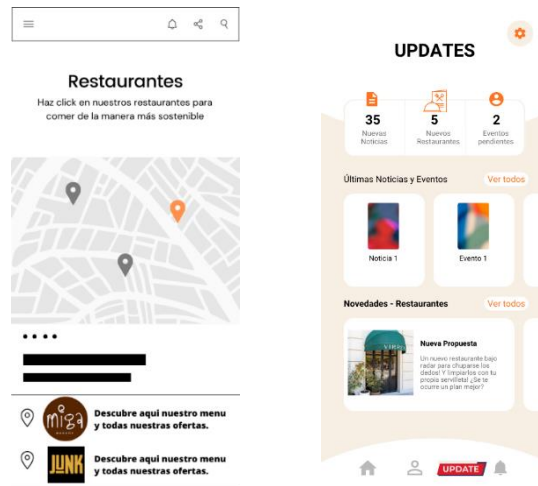 Restaurantes
Haz click en nuestros restaurantes para
comer de la manera más sostenible
miga
Descubre aqui nuestro menu
y todas nuestras ofertas.
JUNK
Descubre aqui nuestro menu
y todas nuestras ofertas.
UPDATES
35
Nuevas
Noticias
5
Nuevos
Restaurantes
2
Eventos
pendientes
Últimas Noticias y Eventos
Ver todos
Noticia 1
Evento 1
Novedades - Restaurantes
Ver todos
Nueva Propuesta
Un nuevo restaurante bajo
radar para chuparse los
dedos! Y limpiarlos con tu
propia servilleta! ¿Se te
ocurre un plan mejor?
UPDATE